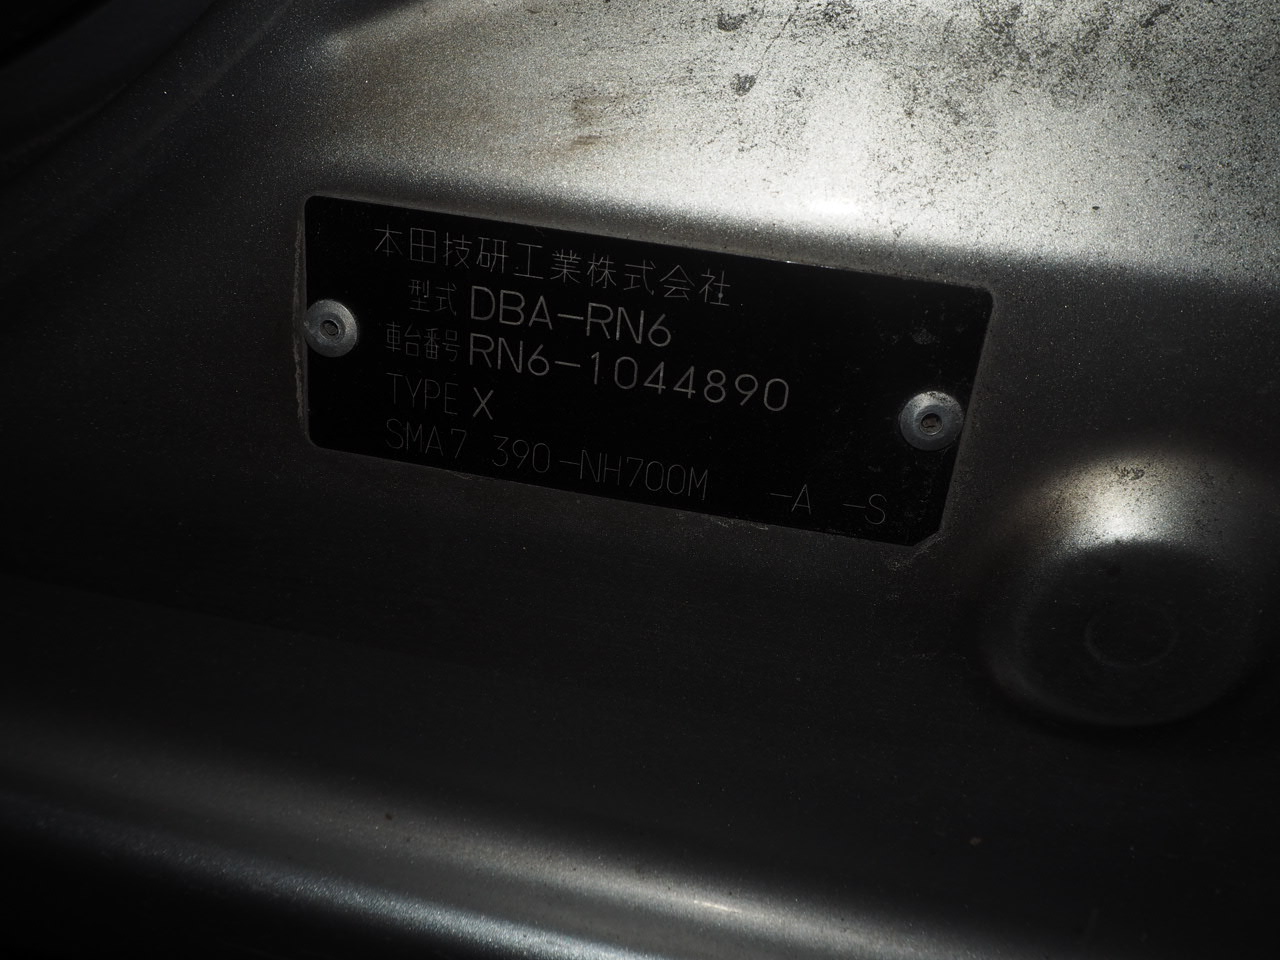 本田技研工業株式会社
型式 DBA-RN6
車台番号 RN6-1044890
TYPE X
SMA7 390-NH700M -A -S